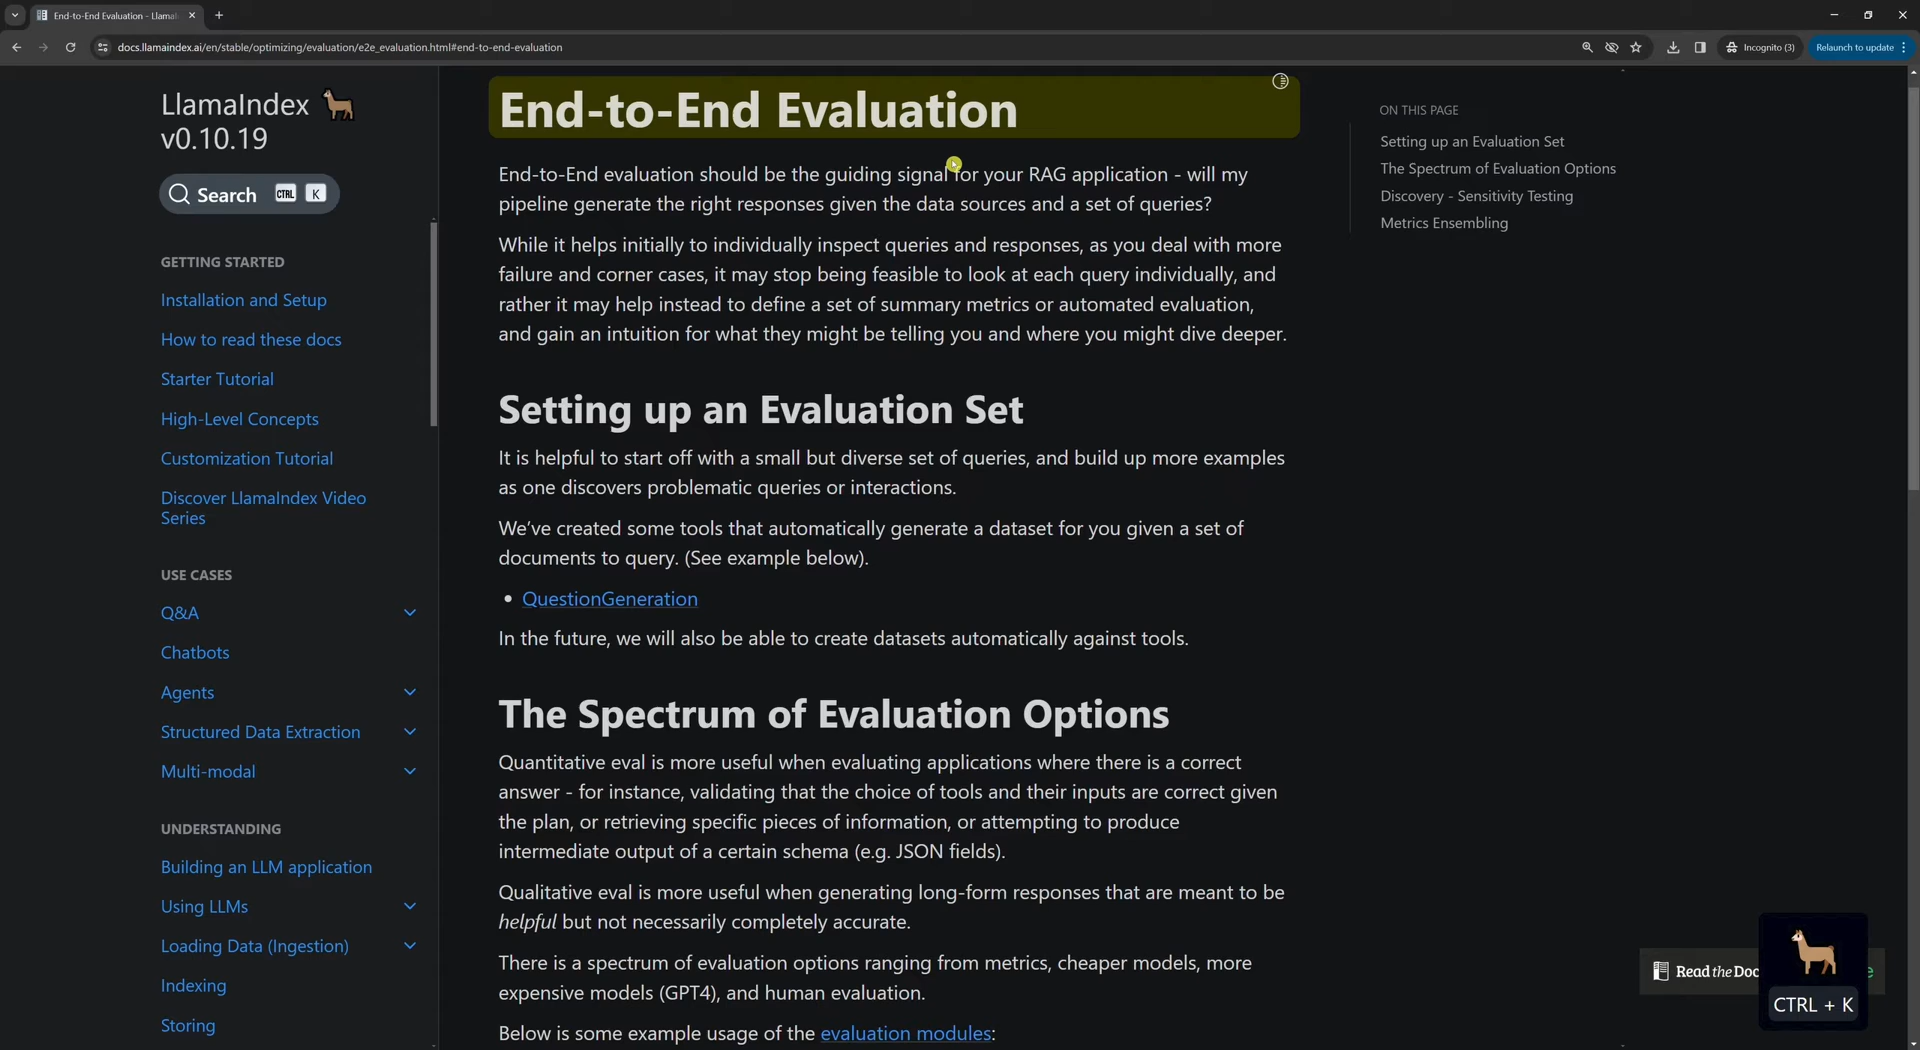 End-to-End Evaluation - Llama
docs.llamaindex.ai/en/stable/optimizing/evaluation/e2e_evaluation.html#end-to-end-evaluation
Incognito (3)
Relaunch to update
LlamaIndex
v0.10.19
Search CTRL K
GETTING STARTED
Installation and Setup
How to read these docs
Starter Tutorial
High-Level Concepts
Customization Tutorial
Discover LlamaIndex Video
Series
USE CASES
Q&A
Chatbots
Agents
Structured Data Extraction
Multi-modal
UNDERSTANDING
Building an LLM application
Using LLMs
Loading Data (Ingestion)
Indexing
Storing
End-to-End Evaluation
End-to-End evaluation should be the guiding signal for your RAG application - will my
pipeline generate the right responses given the data sources and a set of queries?
While it helps initially to individually inspect queries and responses, as you deal with more
failure and corner cases, it may stop being feasible to look at each query individually, and
rather it may help instead to define a set of summary metrics or automated evaluation,
and gain an intuition for what they might be telling you and where you might dive deeper.
Setting up an Evaluation Set
It is helpful to start off with a small but diverse set of queries, and build up more examples
as one discovers problematic queries or interactions.
We've created some tools that automatically generate a dataset for you given a set of
documents to query. (See example below).
• QuestionGeneration
In the future, we will also be able to create datasets automatically against tools.
The Spectrum of Evaluation Options
Quantitative eval is more useful when evaluating applications where there is a correct
answer - for instance, validating that the choice of tools and their inputs are correct given
the plan, or retrieving specific pieces of information, or attempting to produce
intermediate output of a certain schema (e.g. JSON fields).
Qualitative eval is more useful when generating long-form responses that are meant to be
helpful but not necessarily completely accurate.
There is a spectrum of evaluation options ranging from metrics, cheaper models, more
expensive models (GPT4), and human evaluation.
Below is some example usage of the evaluation modules:
ON THIS PAGE
Setting up an Evaluation Set
The Spectrum of Evaluation Options
Discovery - Sensitivity Testing
Metrics Ensembling
Read the Doc
CTRL + K